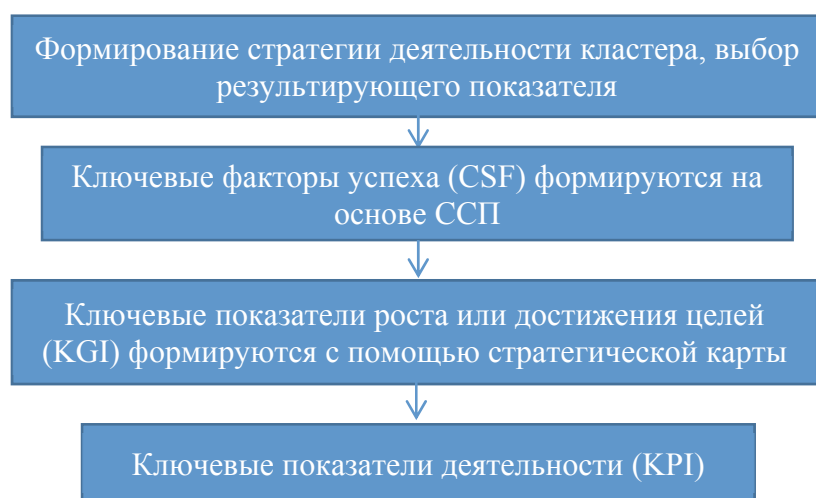 Формирование стратегии деятельности кластера, выбор
результирующего показателя
Ключевые факторы успеха (CSF) формируются на
основе ССП
Ключевые показатели роста или достижения целей
(KGI) формируются с помощью стратегической карты
Ключевые показатели деятельности (KPI)